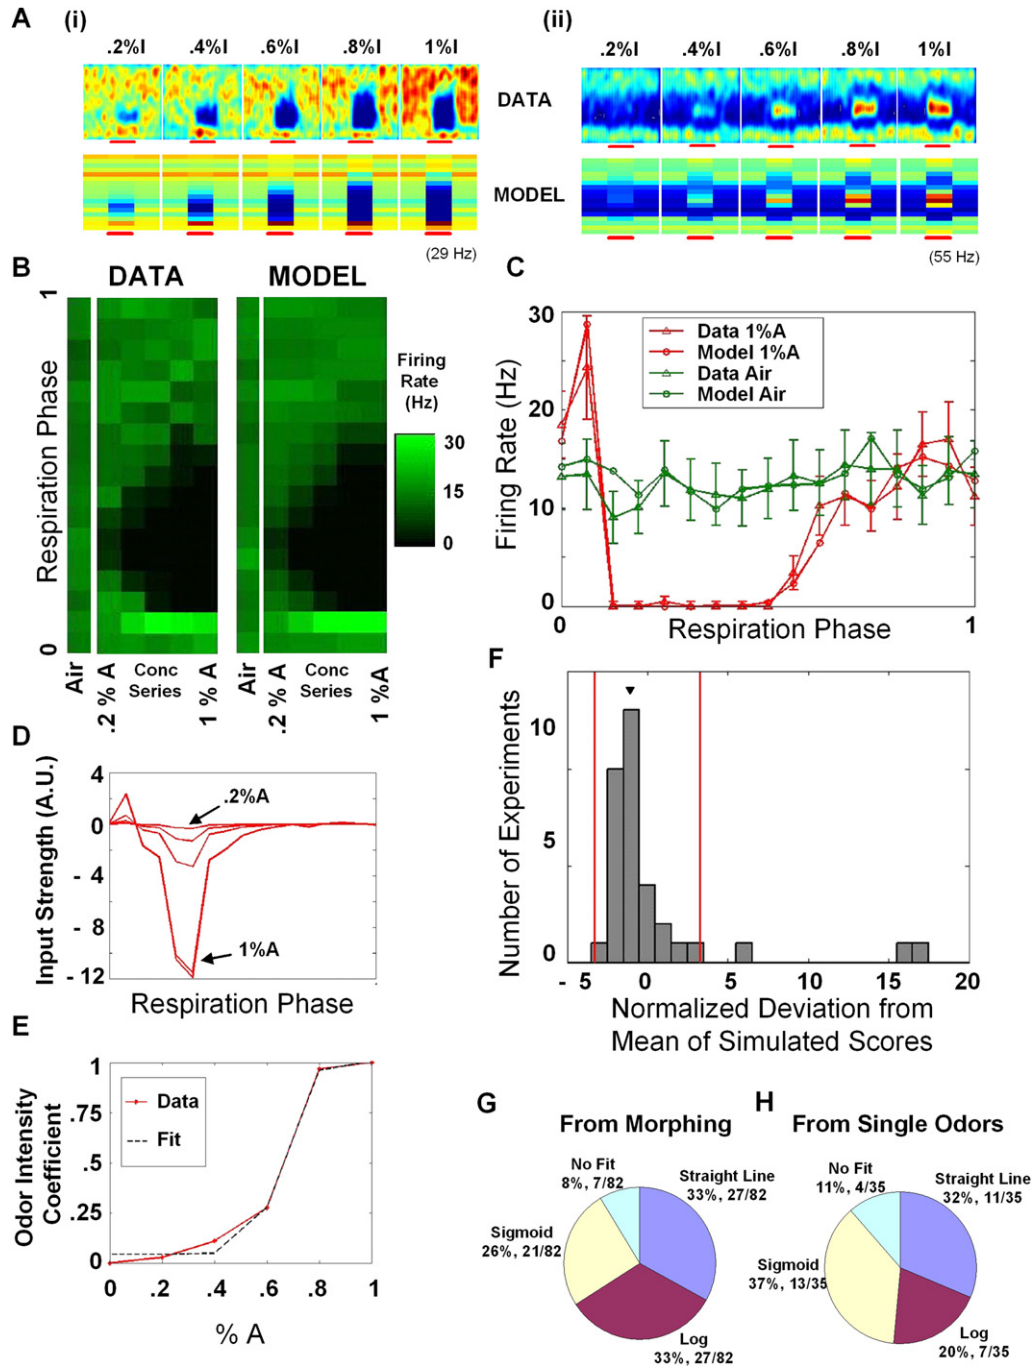 A (i) (ii)
.2%I .4%I .6%I .8%I 1%I .2%I .4%I .6%I .8%I 1%I
DATA
MODEL
(29 Hz) (55 Hz)
B DATA MODEL
Respiration Phase
1
0
Firing
Rate
(Hz)
30
15
0
Air .2 % A Conc Series 1 % A Air .2 % A Conc Series 1 %A
C
Firing Rate (Hz)
30
20
10
0
Data 1%A
Model 1%A
Data Air
Model Air
0 1
Respiration Phase
D
Input Strength (A.U.)
4
0
- 4
- 8
- 12
.2%A
1%A
Respiration Phase
E
Odor Intensity
Coefficient
1
.75
.5
.25
0
Data
Fit
0 .2 .4 .6 .8 1
% A
F
Number of Experiments
10
5
0
- 5 0 5 10 15 20
Normalized Deviation from
Mean of Simulated Scores
G From Morphing
No Fit
8%, 7/82
Straight Line
33%, 27/82
Sigmoid
26%, 21/82
Log
33%, 27/82
H From Single Odors
No Fit
11%, 4/35
Straight Line
32%, 11/35
Sigmoid
37%, 13/35
Log
20%, 7/35